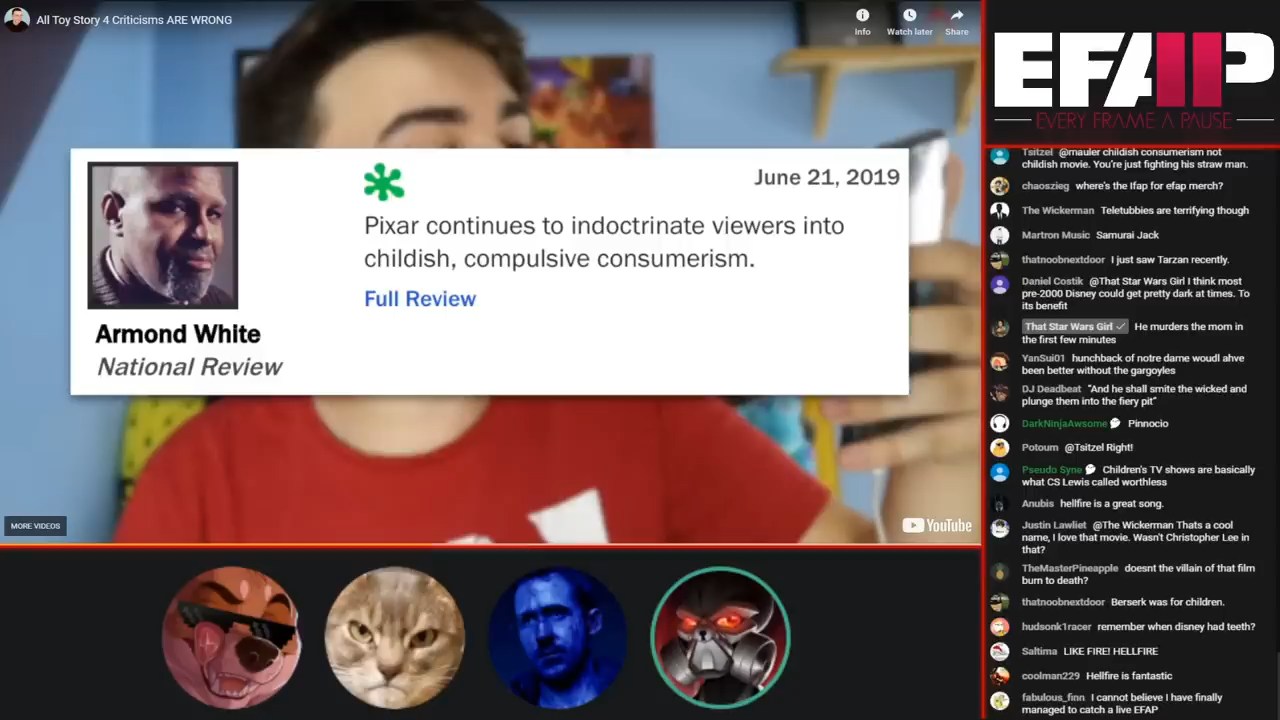 All Toy Story 4 Criticisms ARE WRONG
Info
Watch later
Share
June 21, 2019
Pixar continues to indoctrinate viewers into
childish, compulsive consumerism.
Full Review
Armond White
National Review
MORE VIDEOS
YouTube
EFAP
EVERY FRAME A PAUSE
Tsitzel @mauler childish consumerism not
childish movie. You're just fighting his straw man.
chaoszieg where's the lfap for efap merch?
The Wickerman Teletubbies are terrifying though
Martron Music Samurai Jack
thatnoobnextdoor I just saw Tarzan recently.
Daniel Costik @That Star Wars Girl I think most
pre-2000 Disney could get pretty dark at times. To
its benefit
That Star Wars Girl He murders the mom in
the first few minutes
YanSui01 hunchback of notre dame woudl ahve
been better without the gargoyles
DJ Deadbeat "And he shall smite the wicked and
plunge them into the fiery pit"
DarkNinjaAwsome Pinnocio
Potoum @Tsitzel Right!
Pseudo Syne Children's TV shows are basically
what CS Lewis called worthless
Anubis hellfire is a great song.
Justin Lawliet @The Wickerman Thats a cool
name, I love that movie. Wasn't Christopher Lee in
that?
TheMasterPineapple doesnt the villain of that film
burn to death?
thatnoobnextdoor Berserk was for children.
hudsonk1racer remember when disney had teeth?
Saltima LIKE FIRE! HELLFIRE
coolman229 Hellfire is fantastic
fabulous_finn I cannot believe I have finally
managed to catch a live EFAP